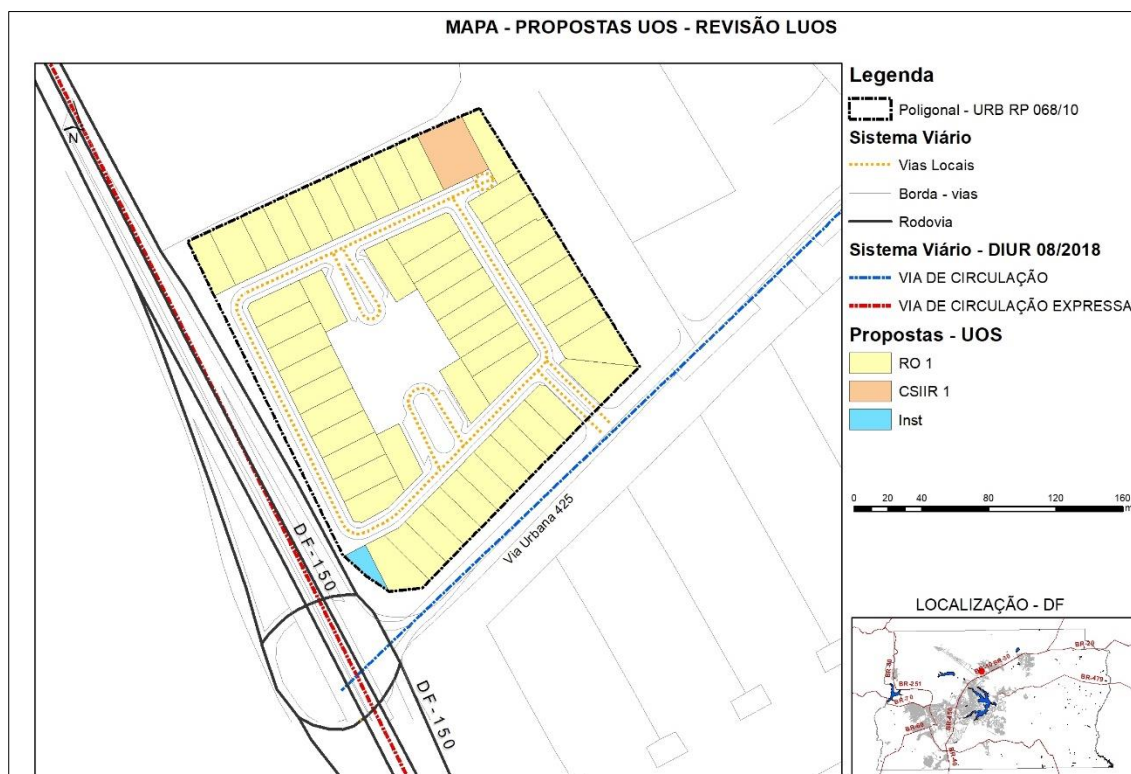 MAPA - PROPOSTAS UOS - REVISÃO LUOS
N
DF-150
DF-150
Via Urbana 425
Legenda
Poligonal - URB RP 068/10
Sistema Viário
Vias Locais
Borda - vias
Rodovia
Sistema Viário - DIUR 08/2018
VIA DE CIRCULAÇÃO
VIA DE CIRCULAÇÃO EXPRESSA
Propostas - UOS
RO 1
CSIIR 1
Inst
0 10 20 40 80 120 160
m
LOCALIZAÇÃO - DF
BR-251
BR-479